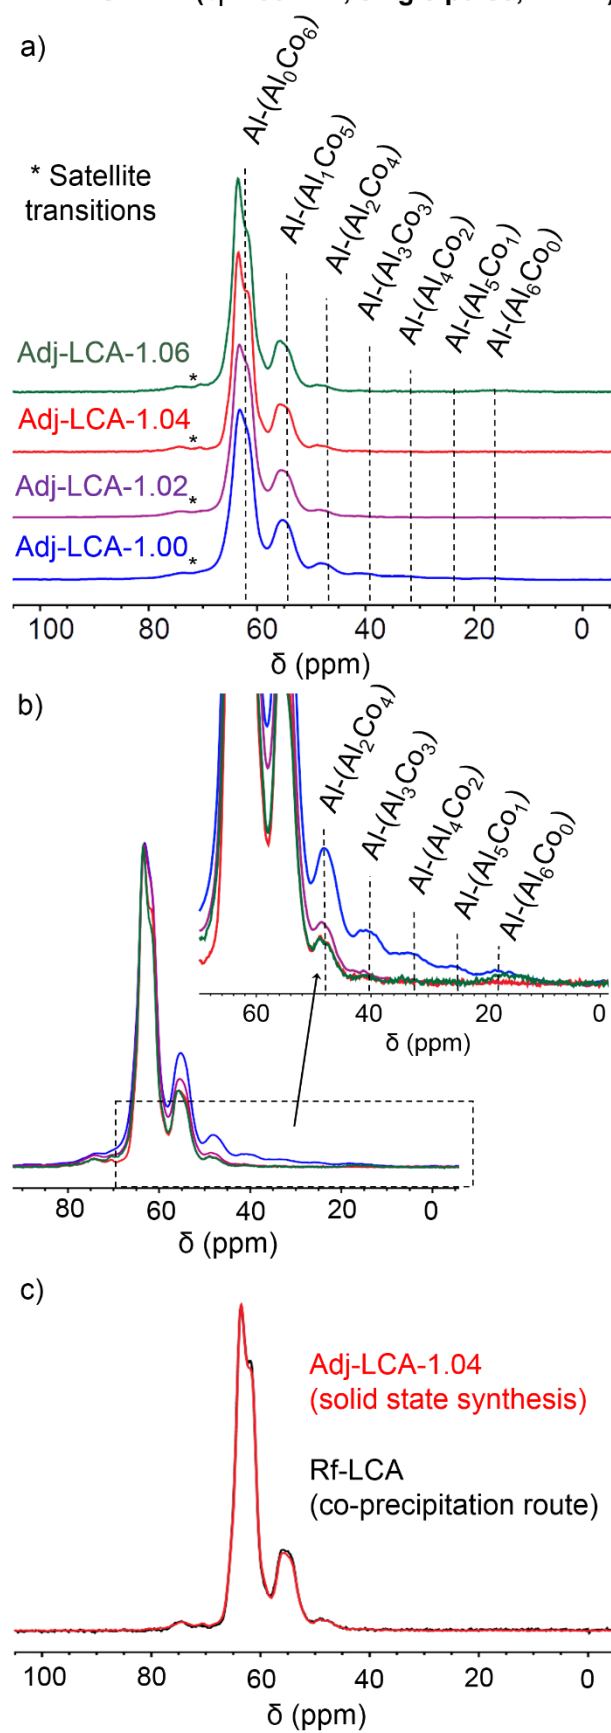 a)
Al-(Al₀Co₆)
Al-(Al₁Co₅)
Al-(Al₂Co₄)
Al-(Al₃Co₃)
Al-(Al₄Co₂)
Al-(Al₅Co₁)
Al-(Al₆Co₀)
* Satellite
transitions
Adj-LCA-1.06
*
Adj-LCA-1.04
*
Adj-LCA-1.02
*
Adj-LCA-1.00
*
100 80 60 40 20 0
δ (ppm)
b)
Al-(Al₂Co₄)
Al-(Al₃Co₃)
Al-(Al₄Co₂)
Al-(Al₅Co₁)
Al-(Al₆Co₀)
60 40 20 0
δ (ppm)
80 60 40 20 0
δ (ppm)
c)
Adj-LCA-1.04
(solid state synthesis)
Rf-LCA
(co-precipitation route)
100 80 60 40 20 0
δ (ppm)